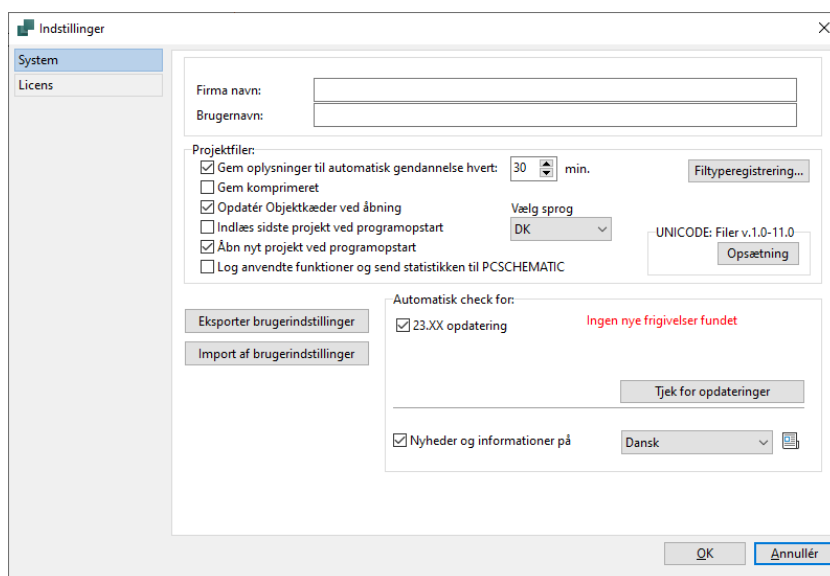 Indstillinger
System
Licens
Firma navn:
Brugernavn:
Projektfiler:
Gem oplysninger til automatisk gendannelse hvert: 30 min.
Filtyperegistrering...
Gem komprimeret
Opdatér Objektkæder ved åbning
Vælg sprog
Indlæs sidste projekt ved programopstart
DK
UNICODE: Filer v.1.0-11.0
Åbn nyt projekt ved programopstart
Opsætning
Log anvendte funktioner og send statistikken til PCSCHEMATIC
Automatisk check for:
Eksporter brugerindstillinger
23.XX opdatering
Ingen nye frigivelser fundet
Import af brugerindstillinger
Tjek for opdateringer
Nyheder og informationer på
Dansk
OK
Annullér